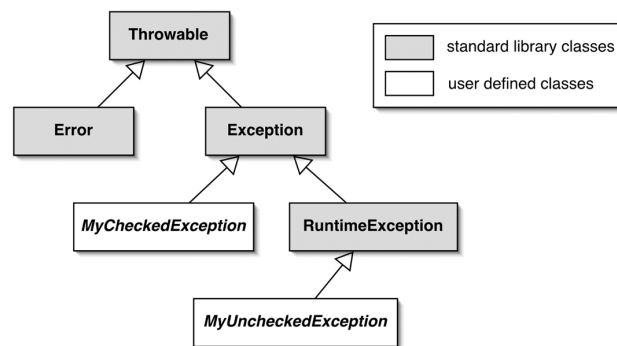 Throwable
standard library classes
user defined classes
Error
Exception
MyCheckedException
RuntimeException
MyUncheckedException